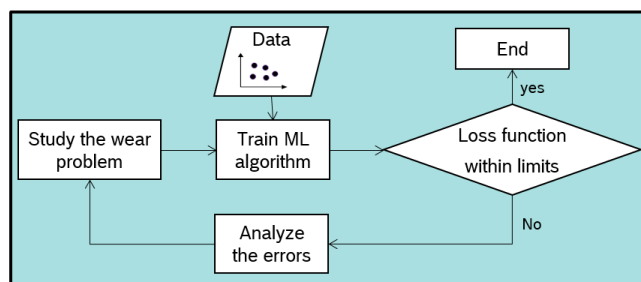 Data
End
yes
Study the wear
problem
Train ML
algorithm
Loss function
within limits
No
Analyze
the errors